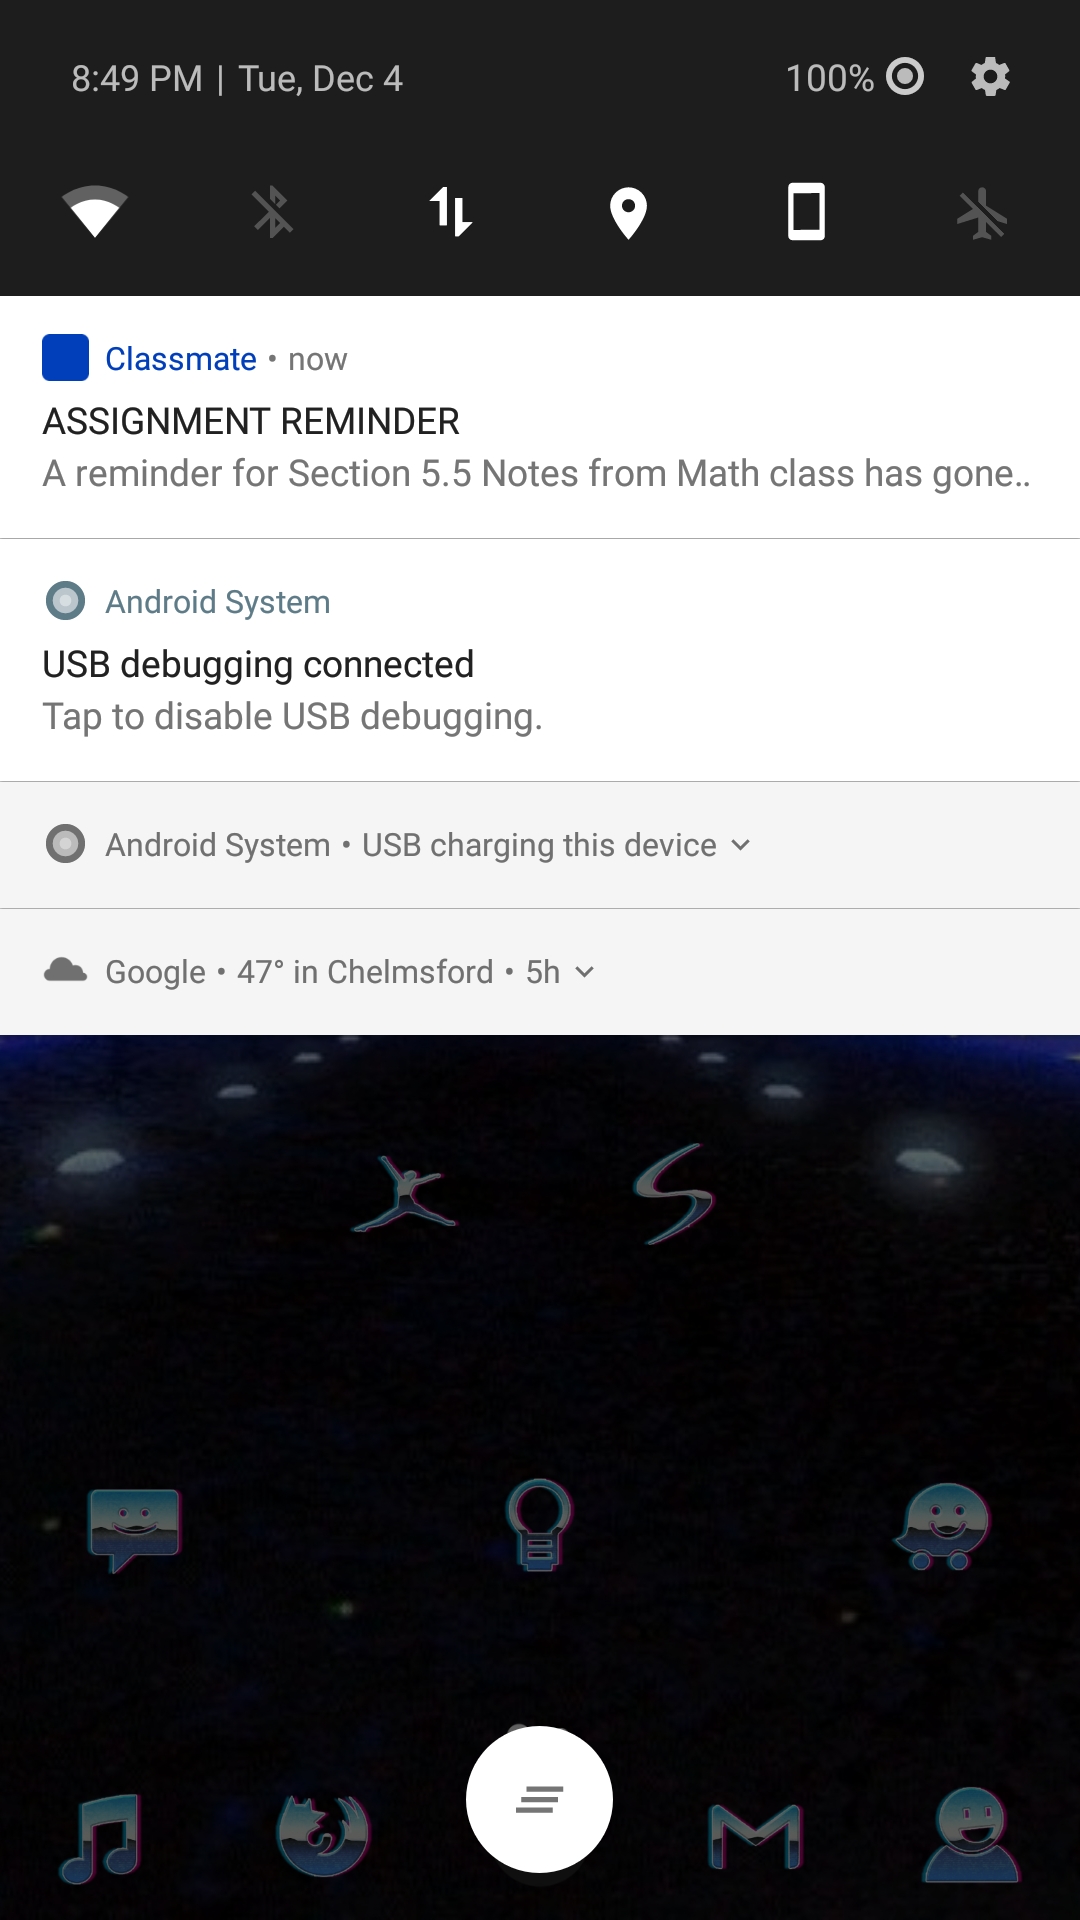 8:49 PM | Tue, Dec 4 100%
Classmate • now
ASSIGNMENT REMINDER
A reminder for Section 5.5 Notes from Math class has gone..
Android System
USB debugging connected
Tap to disable USB debugging.
Android System • USB charging this device
Google • 47° in Chelmsford • 5h